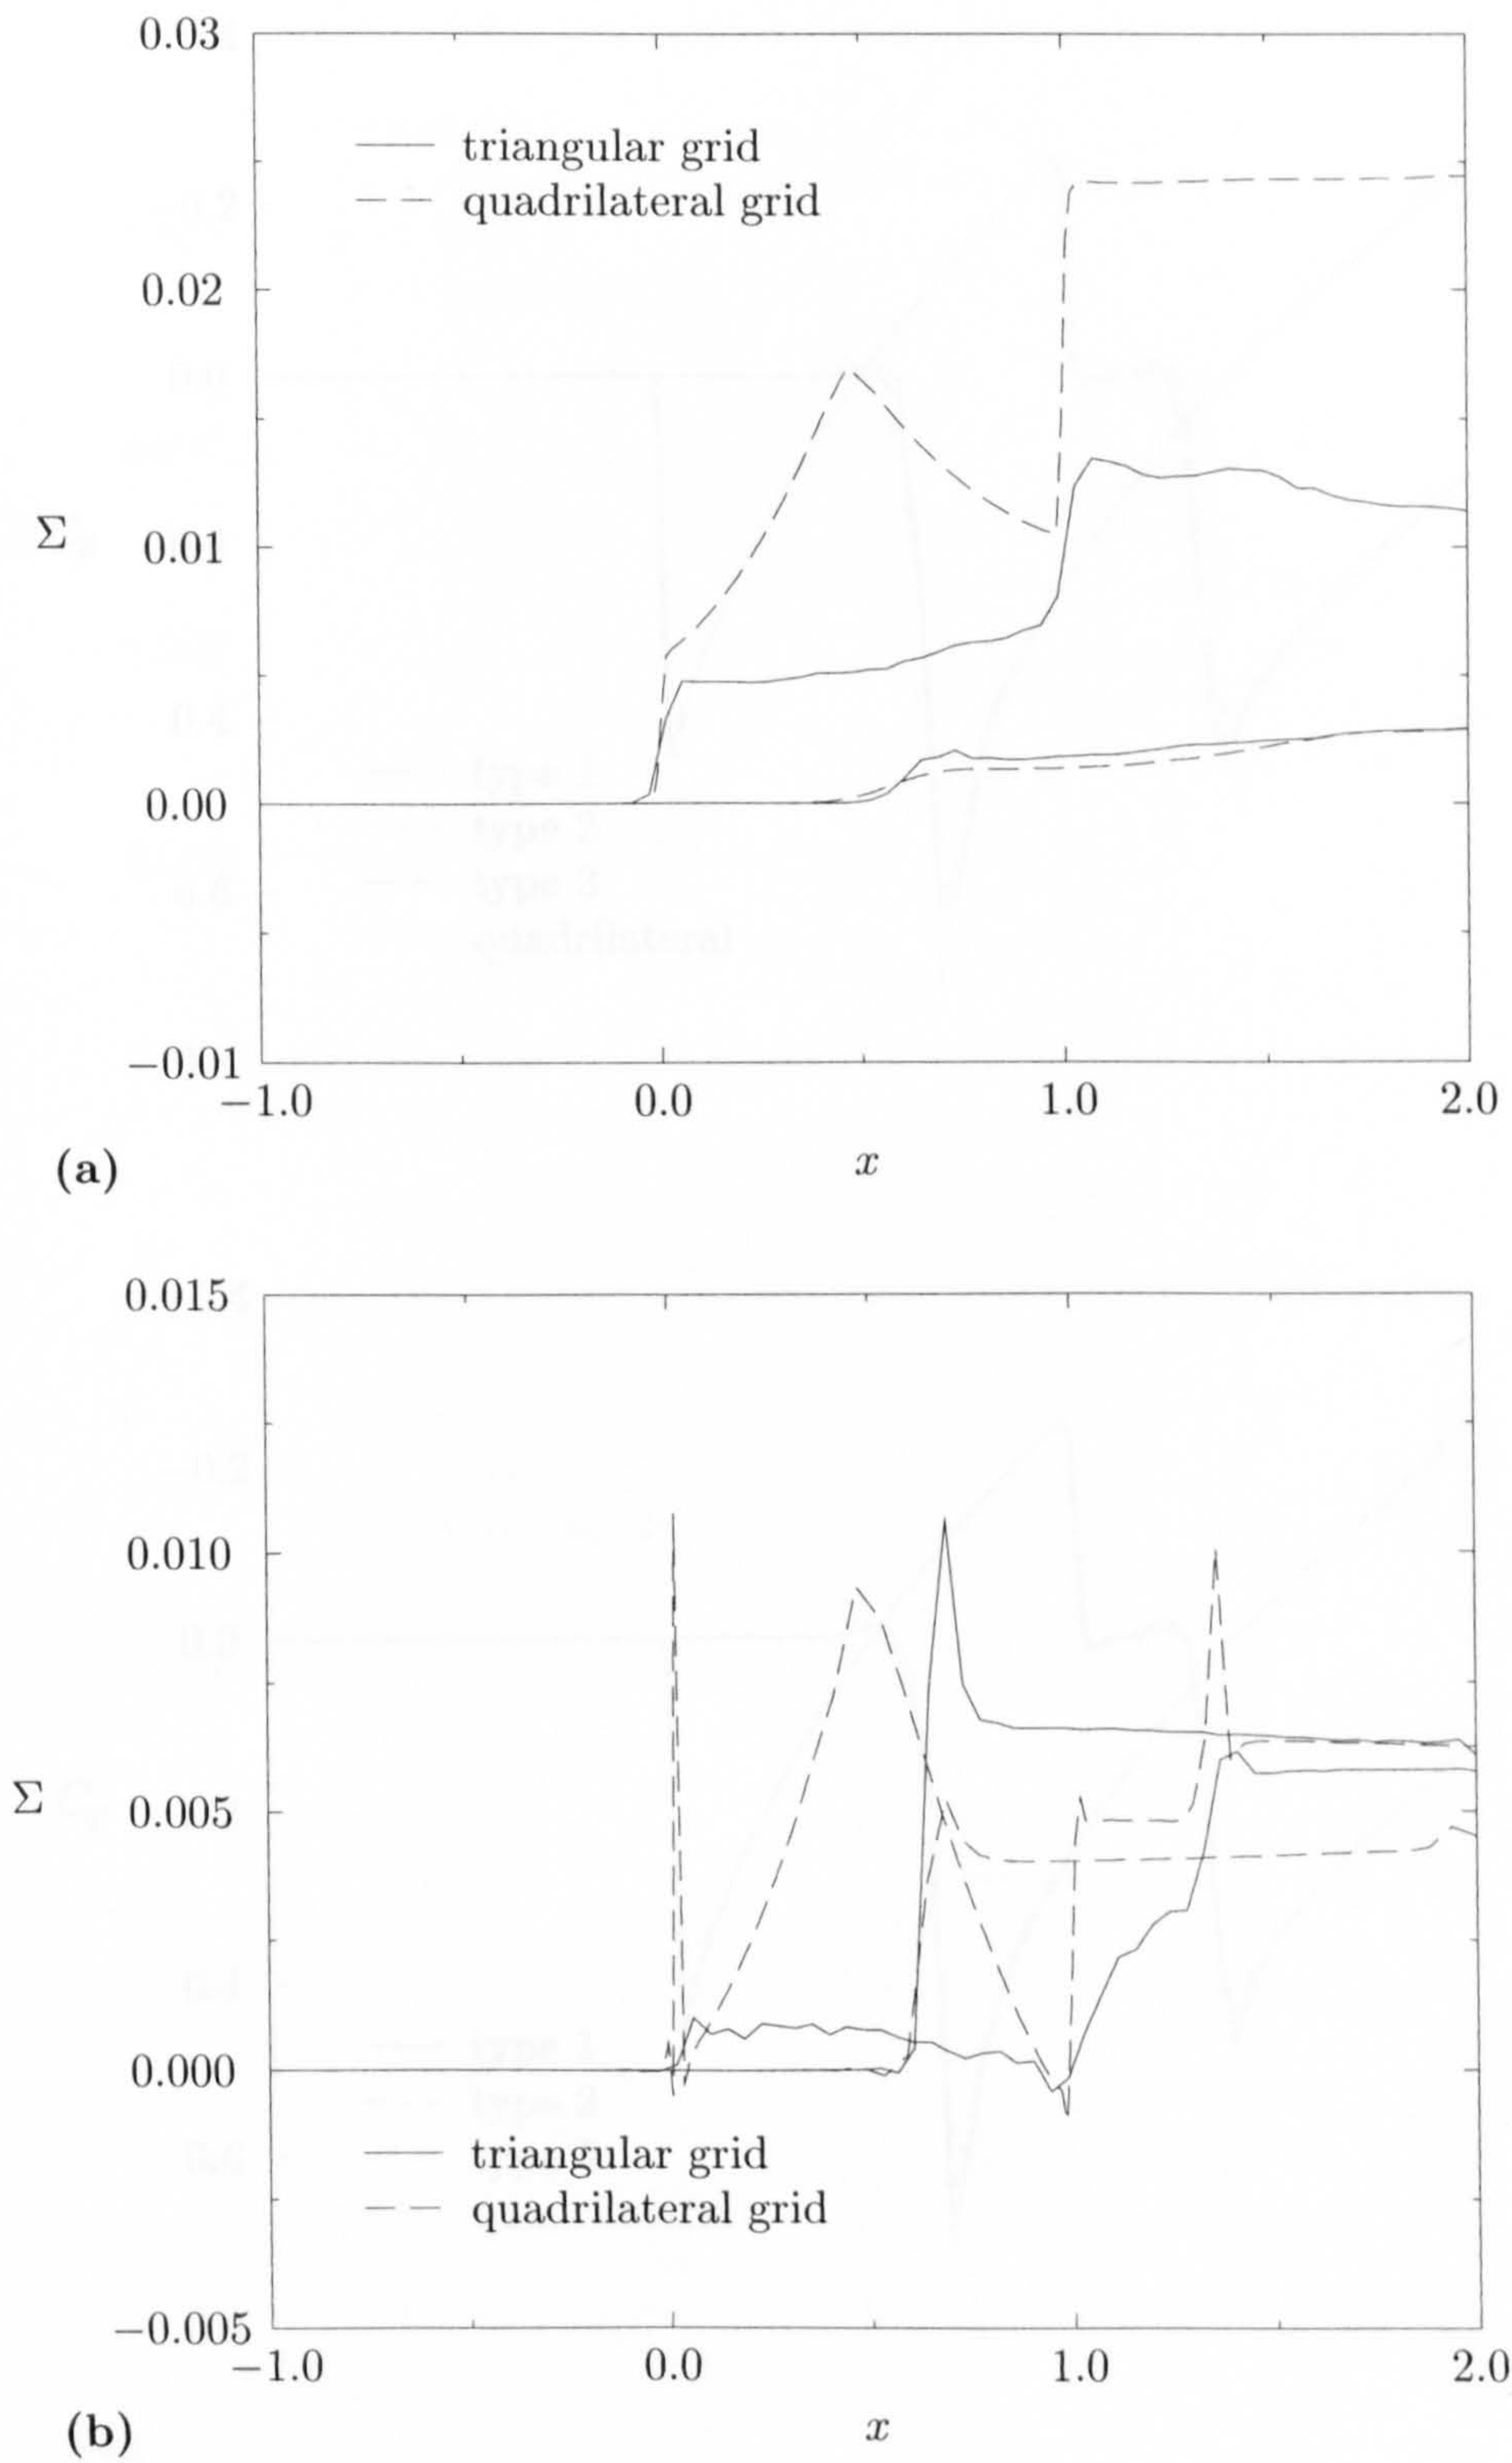 0.03
triangular grid
quadrilateral grid
0.02
Σ
0.01
0.00
−0.01
−1.0 0.0 1.0 2.0
(a)
x
0.015
0.010
Σ
0.005
0.000
triangular grid
quadrilateral grid
−0.005
−1.0 0.0 1.0 2.0
(b)
x